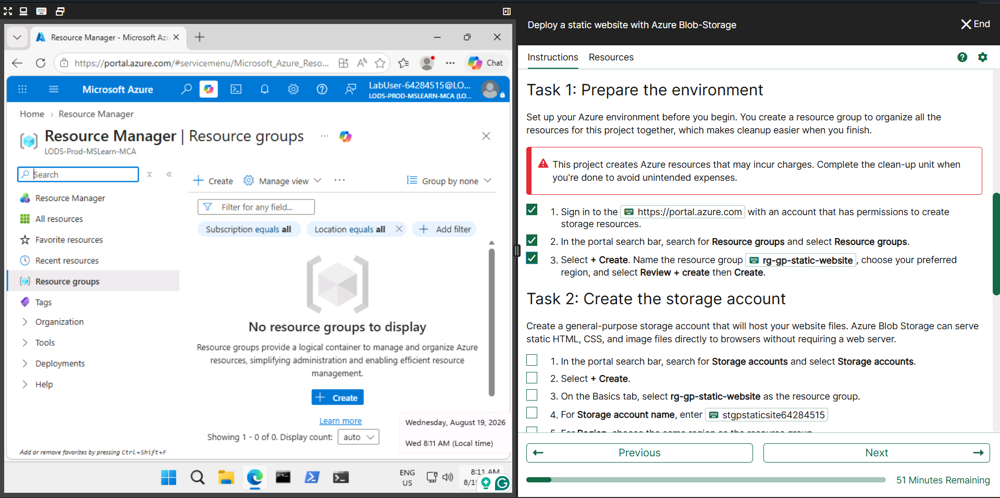 Resource Manager - Microsoft Azu
https://portal.azure.com/#servicemenu/Microsoft_Azure_Reso...
Chat
Microsoft Azure
LabUser-64284515@LO...
LODS-PROD-MSLEARN-MCA (LO...
Home > Resource Manager
Resource Manager | Resource groups
LODS-Prod-MSLearn-MCA
Search
Resource Manager
All resources
Favorite resources
Recent resources
Resource groups
Tags
Organization
Tools
Deployments
Help
Add or remove favorites by pressing Ctrl+Shift+F
Create
Manage view
Group by none
Filter for any field...
Subscription equals all
Location equals all
Add filter
No resource groups to display
Resource groups provide a logical container to manage and organize Azure
resources, simplifying administration and enabling efficient resource
management.
Create
Learn more
Showing 1 - 0 of 0. Display count: auto
Wednesday, August 19, 2026
Wed 8:11 AM (Local time)
ENG
US
8:11 AM
Deploy a static website with Azure Blob-Storage
End
Instructions
Resources
Task 1: Prepare the environment
Set up your Azure environment before you begin. You create a resource group to organize all the
resources for this project together, which makes cleanup easier when you finish.
This project creates Azure resources that may incur charges. Complete the clean-up unit when
you're done to avoid unintended expenses.
1. Sign in to the https://portal.azure.com with an account that has permissions to create
storage resources.
2. In the portal search bar, search for Resource groups and select Resource groups.
3. Select + Create. Name the resource group rg-gp-static-website, choose your preferred
region, and select Review + create then Create.
Task 2: Create the storage account
Create a general-purpose storage account that will host your website files. Azure Blob Storage can serve
static HTML, CSS, and image files directly to browsers without requiring a web server.
1. In the portal search bar, search for Storage accounts and select Storage accounts.
2. Select + Create.
3. On the Basics tab, select rg-gp-static-website as the resource group.
4. For Storage account name, enter stgpstaticsite64284515
5. For Region, choose the same region as the resource group.
Previous
Next
51 Minutes Remaining